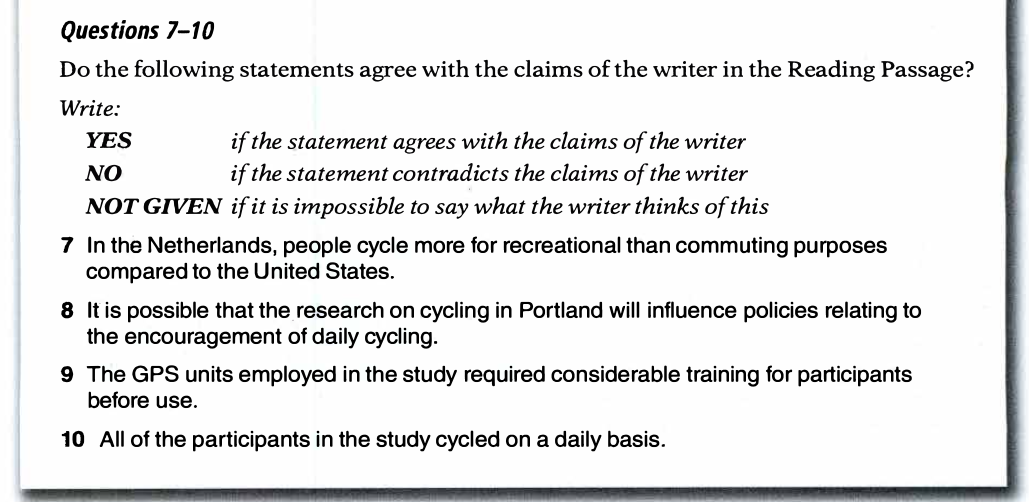 Questions 7–10
Do the following statements agree with the claims of the writer in the Reading Passage?
Write:
YES if the statement agrees with the claims of the writer
NO if the statement contradicts the claims of the writer
NOT GIVEN if it is impossible to say what the writer thinks of this
7 In the Netherlands, people cycle more for recreational than commuting purposes
compared to the United States.
8 It is possible that the research on cycling in Portland will influence policies relating to
the encouragement of daily cycling.
9 The GPS units employed in the study required considerable training for participants
before use.
10 All of the participants in the study cycled on a daily basis.